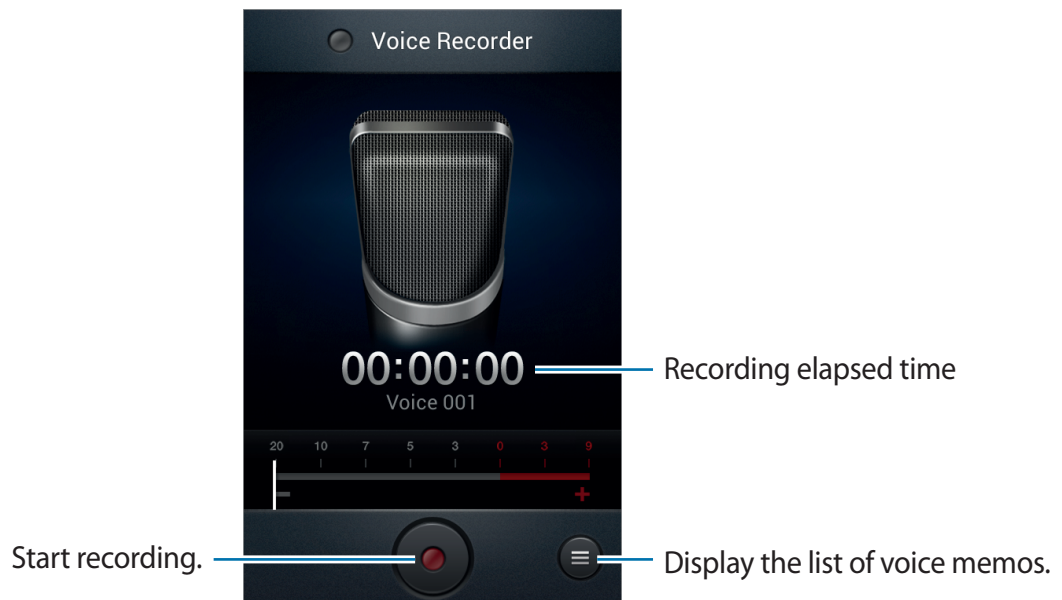 Voice Recorder
00:00:00
Recording elapsed time
Voice 001
20 10 7 5 3 0 3 9
− +
Start recording.
Display the list of voice memos.